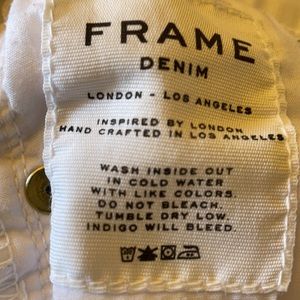 FRAME
DENIM
LONDON - LOS ANGELES
INSPIRED BY LONDON
HAND CRAFTED IN LOS ANGELES
WASH INSIDE OUT
IN COLD WATER
WITH LIKE COLORS.
DO NOT BLEACH.
TUMBLE DRY LOW.
INDIGO WILL BLEED.